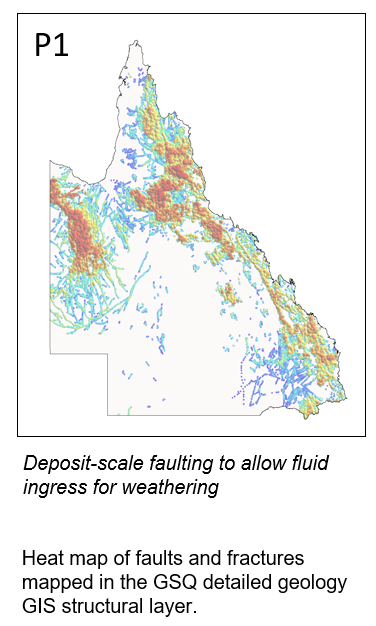 P1
Deposit-scale faulting to allow fluid
ingress for weathering
Heat map of faults and fractures
mapped in the GSQ detailed geology
GIS structural layer.